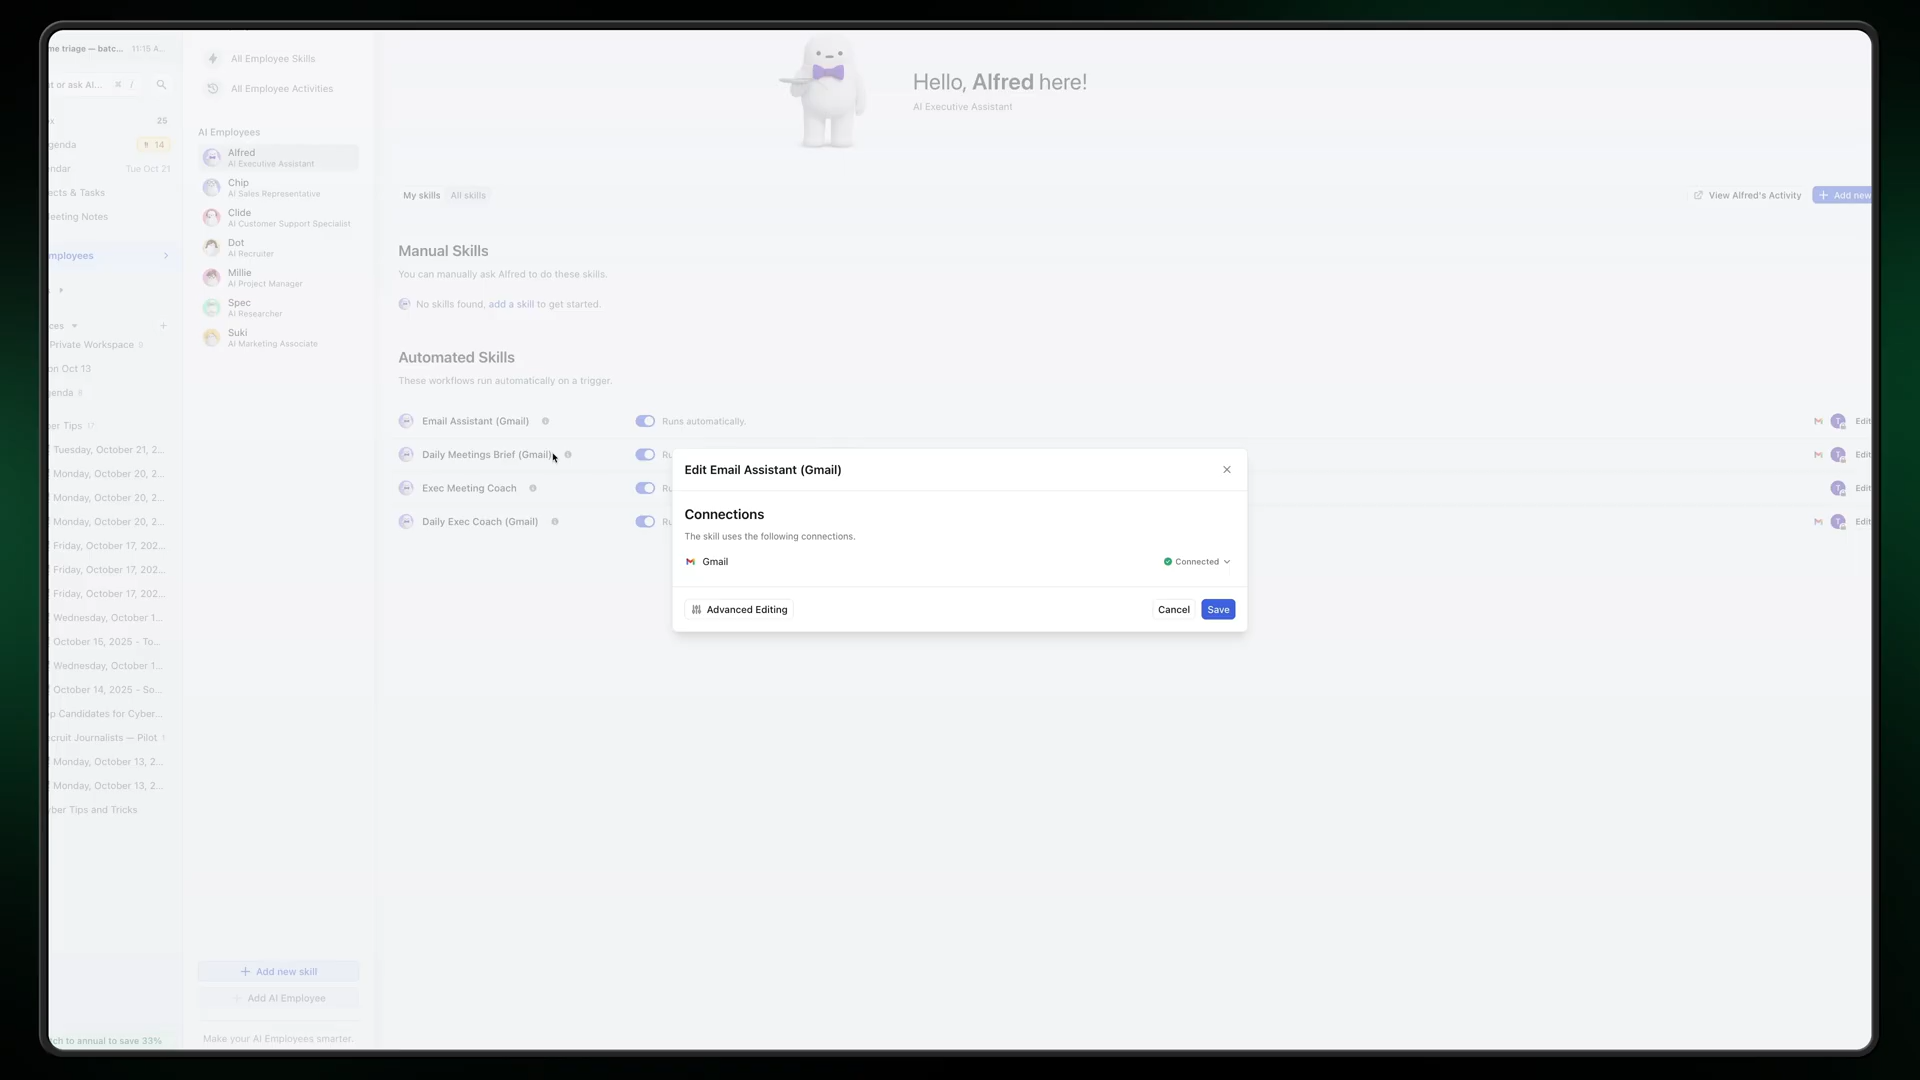 me triage — batc... 11:15 A...
t or ask AI... ⌘ /
x 25
genda 14
ndar Tue Oct 21
ects & Tasks
eeting Notes
mployees
ces
Private Workspace
on Oct 13
genda
er Tips 17
Tuesday, October 21, 2...
Monday, October 20, 2...
Monday, October 20, 2...
Monday, October 20, 2...
Friday, October 17, 202...
Friday, October 17, 202...
Friday, October 17, 202...
Wednesday, October 1...
October 15, 2025 - To...
Wednesday, October 1...
October 14, 2025 - So...
p Candidates for Cyber...
cruit Journalists — Pilot
Monday, October 13, 2...
Monday, October 13, 2...
ber Tips and Tricks
ch to annual to save 33%
All Employee Skills
All Employee Activities
AI Employees
Alfred
AI Executive Assistant
Chip
AI Sales Representative
Clide
AI Customer Support Specialist
Dot
AI Recruiter
Millie
AI Project Manager
Spec
AI Researcher
Suki
AI Marketing Associate
+ Add new skill
+ Add AI Employee
Make your AI Employees smarter.
Hello, Alfred here!
AI Executive Assistant
My skills All skills
View Alfred's Activity + Add new
Manual Skills
You can manually ask Alfred to do these skills.
No skills found, add a skill to get started.
Automated Skills
These workflows run automatically on a trigger.
Email Assistant (Gmail) Runs automatically. Edit
Daily Meetings Brief (Gmail) Ru Edit
Exec Meeting Coach Ru Edit
Daily Exec Coach (Gmail) Ru Edit
Edit Email Assistant (Gmail)
Connections
The skill uses the following connections.
Gmail Connected
Advanced Editing Cancel Save